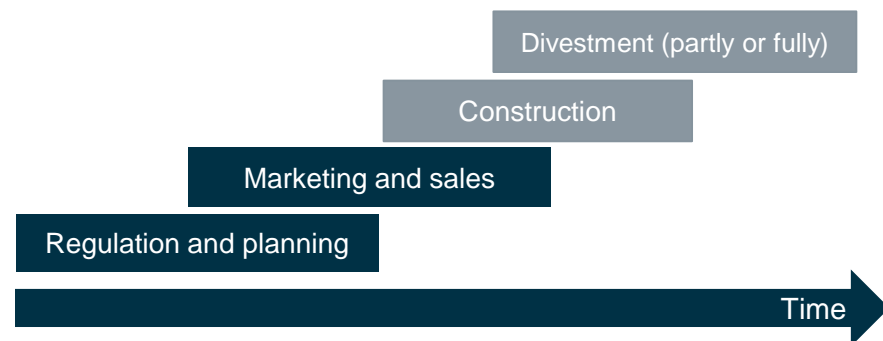 Divestment (partly or fully)
Construction
Marketing and sales
Regulation and planning
Time